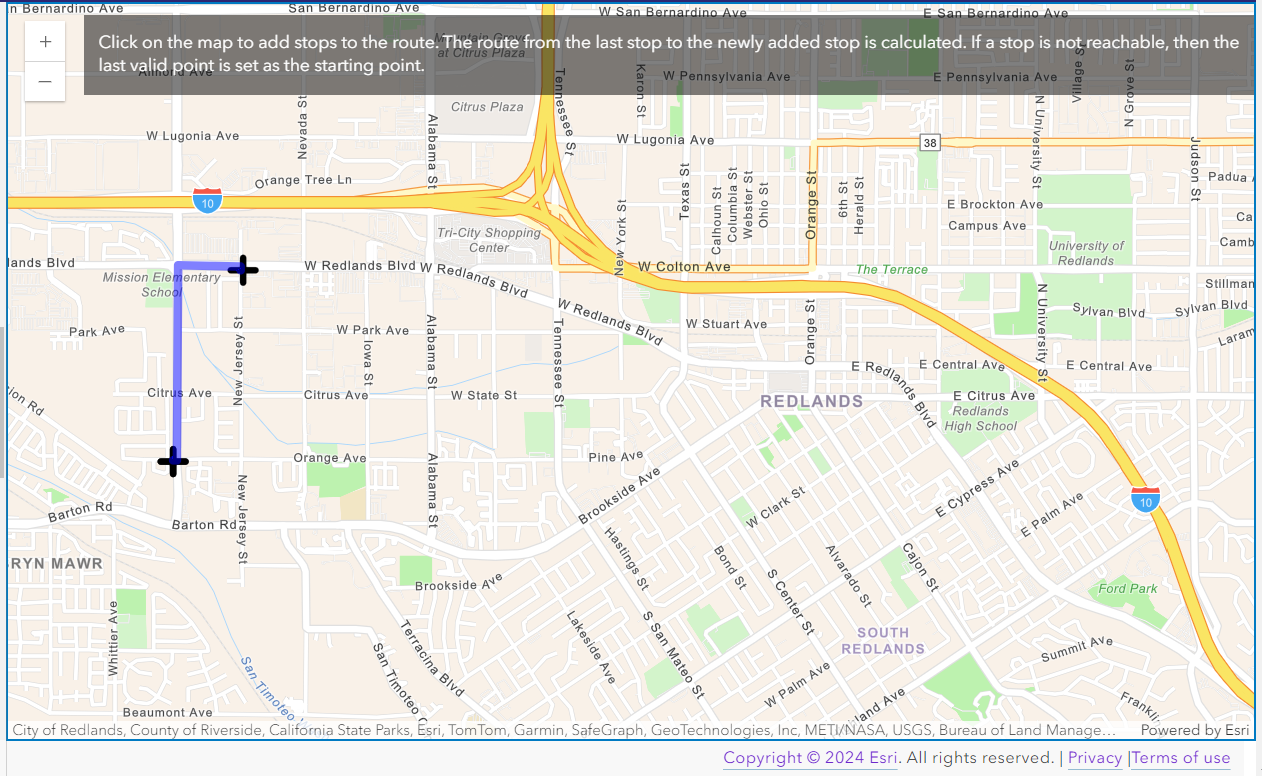 n Bernardino Ave
San Bernardino Ave
W San Bernardino Ave
E San Bernardino Ave
+
Click on the map to add stops to the route. The route from the last stop to the newly added stop is calculated. If a stop is not reachable, then the
last valid point is set as the starting point.
−
Mountain Grove
at Citrus Plaza
Almond Ave
W Pennsylvania Ave
E Pennsylvania Ave
Village
Karon St
Tennessee St
N Grove St
N University St
Nevada St
Citrus Plaza
Alabama St
W Lugonia Ave
W Lugonia Ave
38
Judson St
Orange Tree Ln
10
Texas St
Calhoun St
Columbia St
Webster St
Ohio St
Orange St
6th St
Herald St
Padua
E Brockton Ave
Campus Ave
Ca
New York St
Tri-City Shopping
Center
University of
Redlands
Camb
lands Blvd
Mission Elementary
School
W Redlands Blvd
W Redlands Blvd
W Colton Ave
The Terrace
Stillman
W Redlands Blvd
N University St
Sylvan Blvd
Sylvan Blvd
Park Ave
New Jersey St
W Park Ave
Alabama St
Tennessee St
W Stuart Ave
Orange St
Laram
Iowa St
E Redlands Blvd
E Central Ave
E Central Ave
Citrus Ave
Citrus Ave
W State St
REDLANDS
E Citrus Ave
Redlands
High School
ion Rd
Orange Ave
Pine Ave
Alabama St
Brookside Ave
E Cypress Ave
New Jersey St
W Clark St
E Palm Ave
10
Barton Rd
Barton Rd
BRYN MAWR
Hastings St
Bond St
Alvarado St
Cajon St
Brookside Ave
S Center St
Ford Park
Whittier Ave
Lakeside Ave
S San Mateo St
Terracina Blvd
SOUTH
REDLANDS
Summit Ave
San Timoteo
San Timoteo C
W Palm Ave
land Ave
Franklin
Beaumont Ave
City of Redlands, County of Riverside, California State Parks, Esri, TomTom, Garmin, SafeGraph, GeoTechnologies, Inc, METI/NASA, USGS, Bureau of Land Manage…
Powered by Esri
Copyright © 2024 Esri. All rights reserved. | Privacy |Terms of use